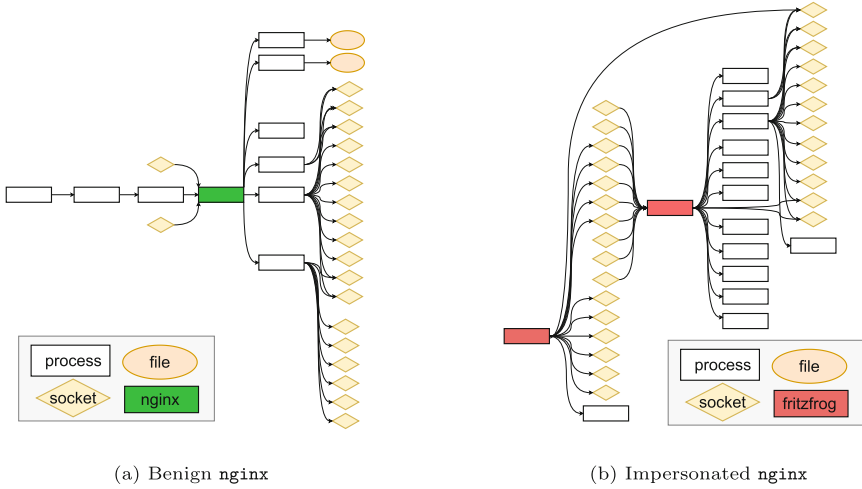 process
file
socket
nginx
process
file
socket
fritzfrog
(a) Benign nginx
(b) Impersonated nginx